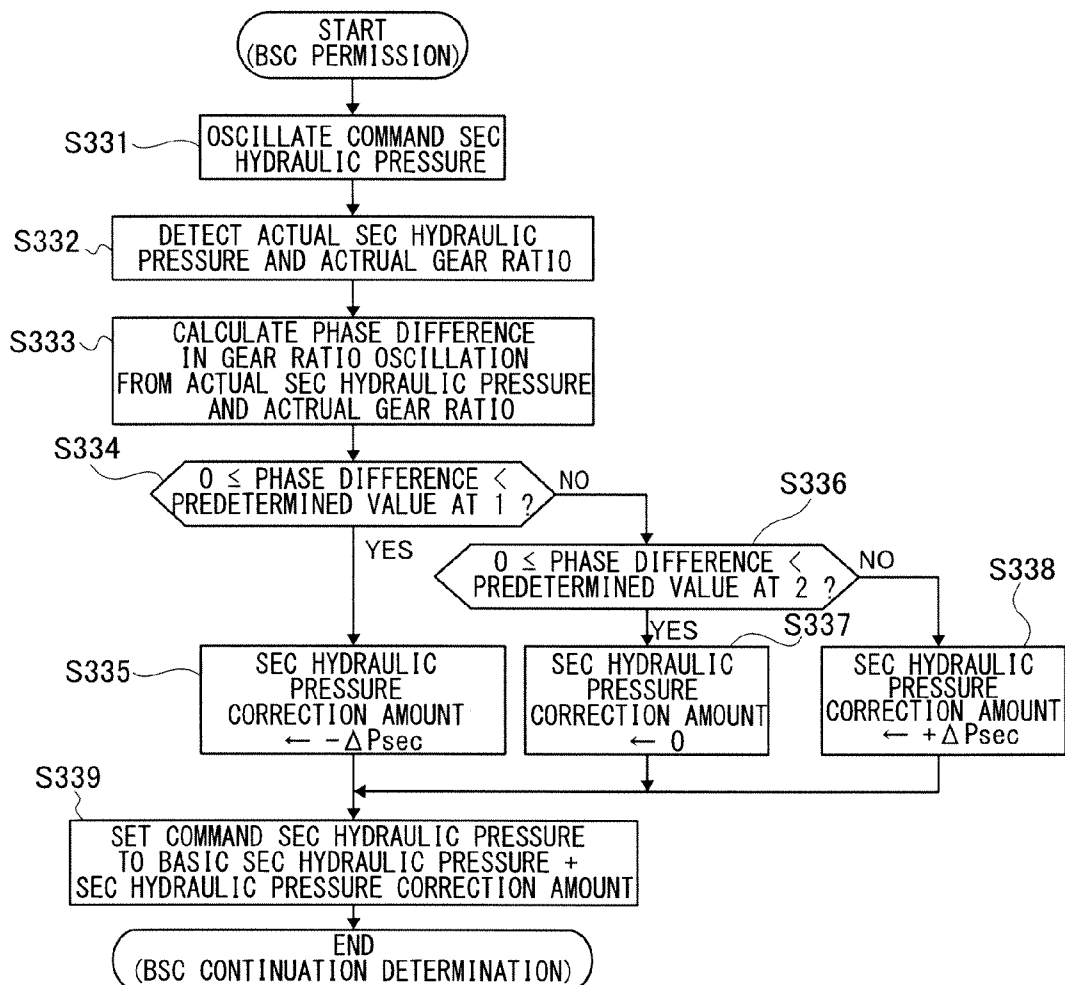 START
(BSC PERMISSION)
S331
OSCILLATE COMMAND SEC
HYDRAULIC PRESSURE
S332
DETECT ACTUAL SEC HYDRAULIC
PRESSURE AND ACTRUAL GEAR RATIO
S333
CALCULATE PHASE DIFFERENCE
IN GEAR RATIO OSCILLATION
FROM ACTUAL SEC HYDRAULIC PRESSURE
AND ACTRUAL GEAR RATIO
S334
0 ≤ PHASE DIFFERENCE <
PREDETERMINED VALUE AT 1 ?
NO
YES
S336
0 ≤ PHASE DIFFERENCE <
PREDETERMINED VALUE AT 2 ?
NO
YES
S335
SEC HYDRAULIC
PRESSURE
CORRECTION AMOUNT
← -ΔPsec
S337
SEC HYDRAULIC
PRESSURE
CORRECTION AMOUNT
← 0
S338
SEC HYDRAULIC
PRESSURE
CORRECTION AMOUNT
← +ΔPsec
S339
SET COMMAND SEC HYDRAULIC PRESSURE
TO BASIC SEC HYDRAULIC PRESSURE +
SEC HYDRAULIC PRESSURE CORRECTION AMOUNT
END
(BSC CONTINUATION DETERMINATION)